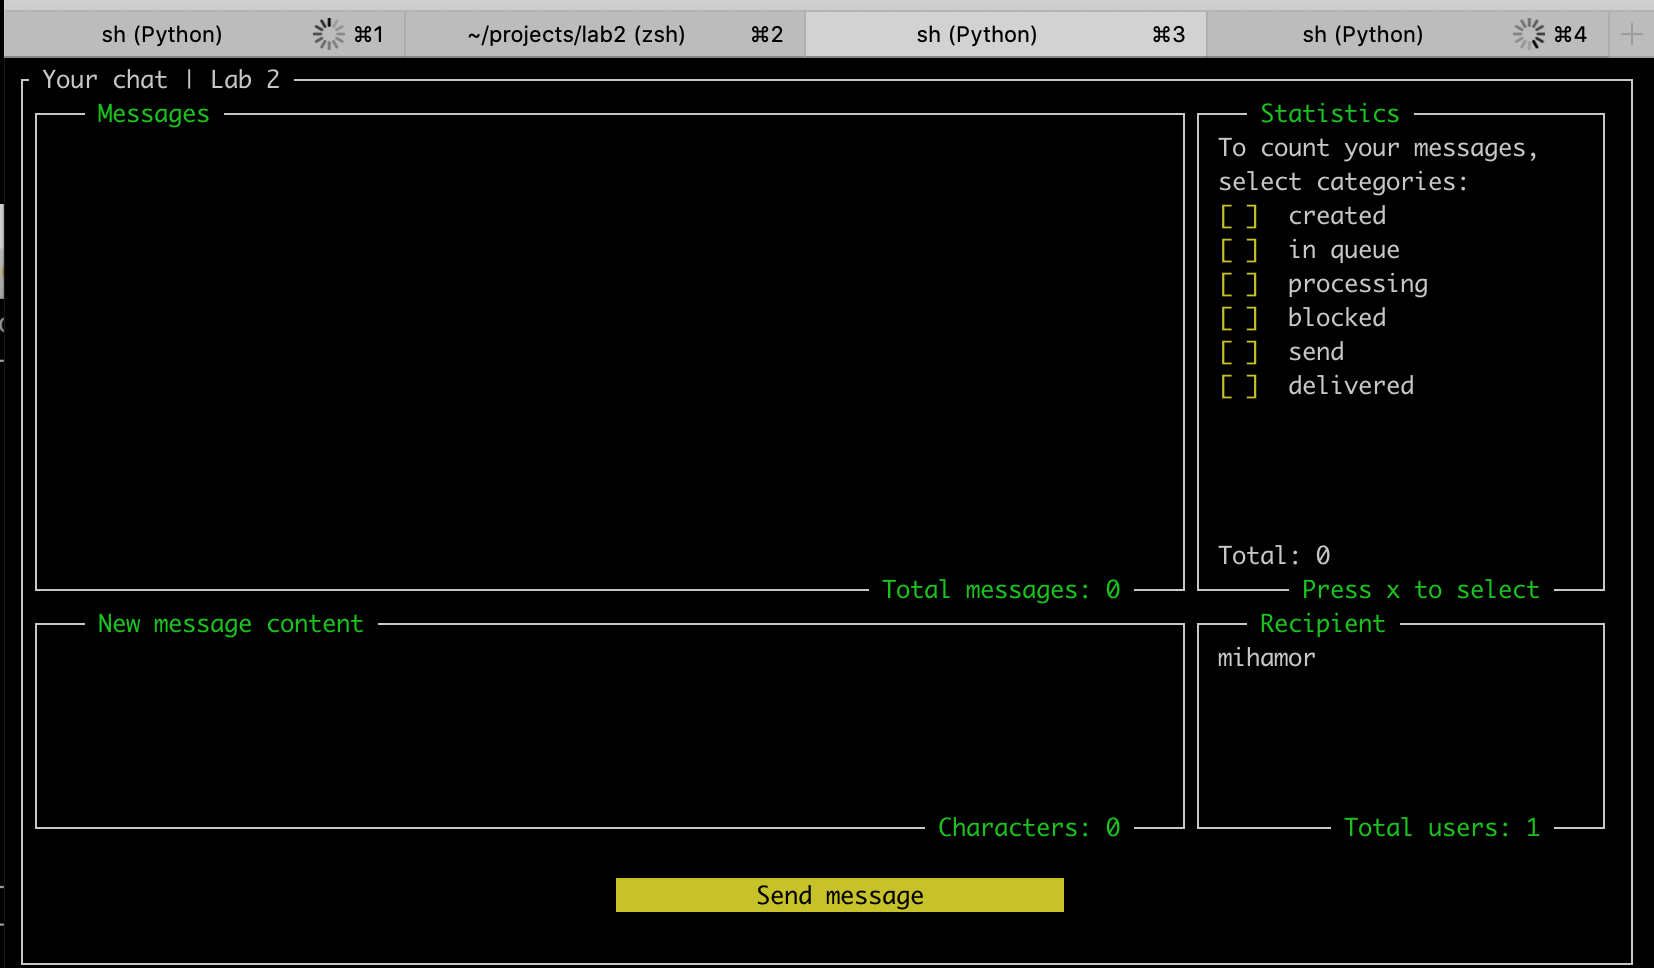 sh (Python) ⌘1 ~/projects/lab2 (zsh) ⌘2 sh (Python) ⌘3 sh (Python) ⌘4
Your chat | Lab 2
Messages
Total messages: 0
Statistics
To count your messages,
select categories:
[ ] created
[ ] in queue
[ ] processing
[ ] blocked
[ ] send
[ ] delivered
Total: 0
Press x to select
New message content
Characters: 0
Recipient
mihamor
Total users: 1
Send message